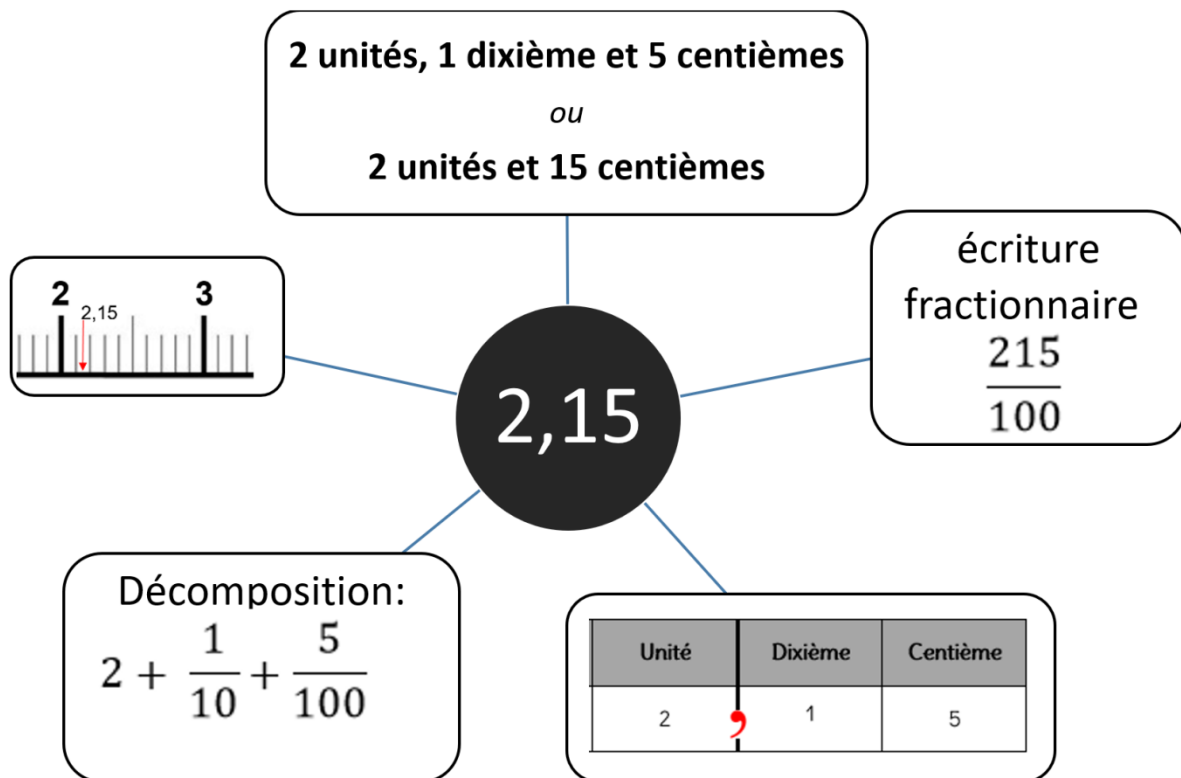 2 unités, 1 dixième et 5 centièmes
ou
2 unités et 15 centièmes
2 3
2,15
écriture
fractionnaire
215
100
2,15
Décomposition:
2 + 1/10 + 5/100
Unité Dixième Centième
2 , 1 5